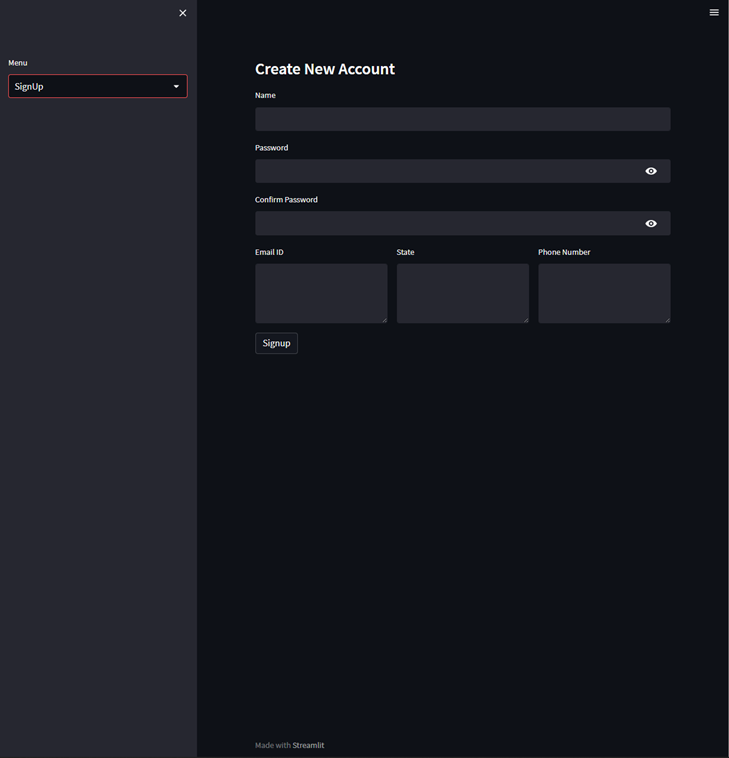 Menu
SignUp
Create New Account
Name
Password
Confirm Password
Email ID State Phone Number
Signup
Made with Streamlit